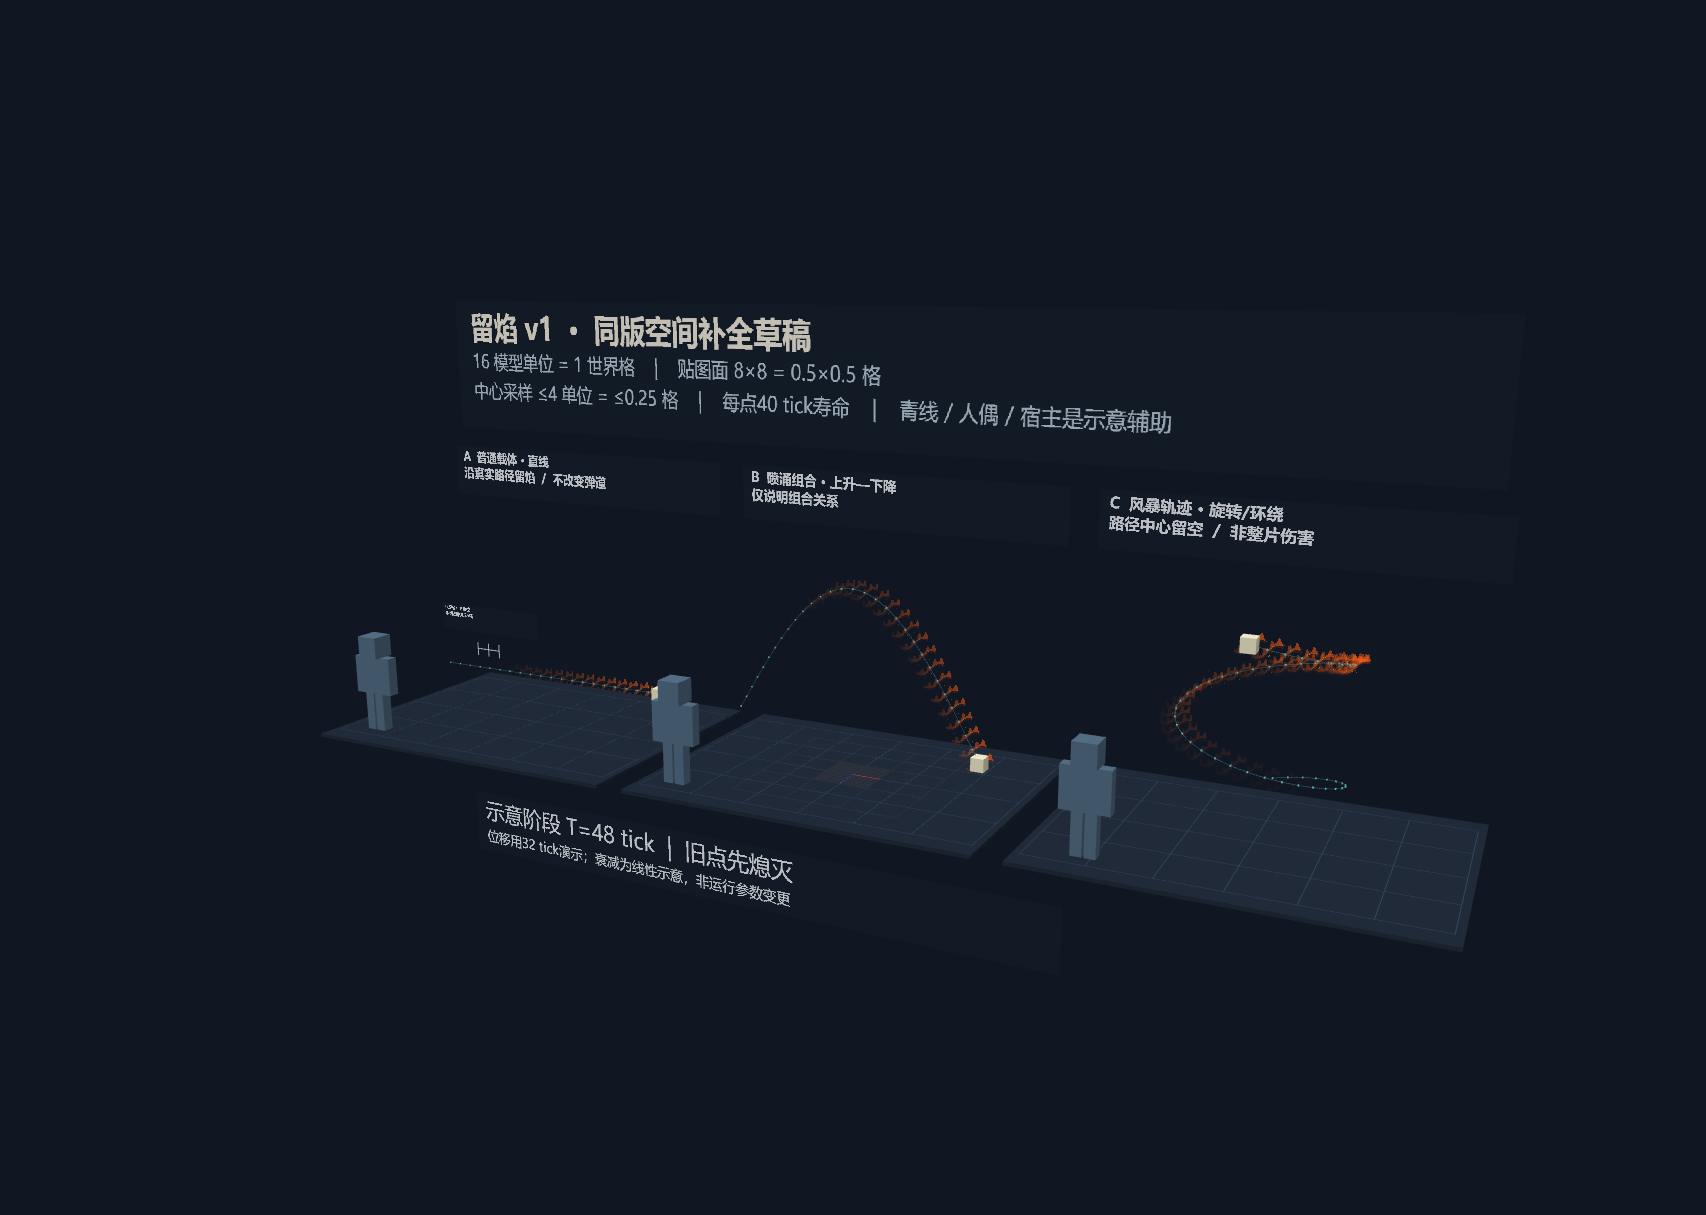 留焰 v1 · 同版空间补全草稿
16 模型单位 = 1 世界格 | 贴图面 8×8 = 0.5×0.5 格
中心采样 ≤4 单位 = ≤0.25 格 | 每点40 tick寿命 | 青线 / 人偶 / 宿主是示意辅助
A 普通载体·直线
沿真实路径留焰 / 不改变弹道
B 喷涌组合·上升—下降
仅说明组合关系
C 风暴轨迹·旋转/环绕
路径中心留空 / 非整片伤害
示意阶段 T=48 tick | 旧点先熄灭
位移用32 tick演示；衰减为线性示意，非运行参数变更